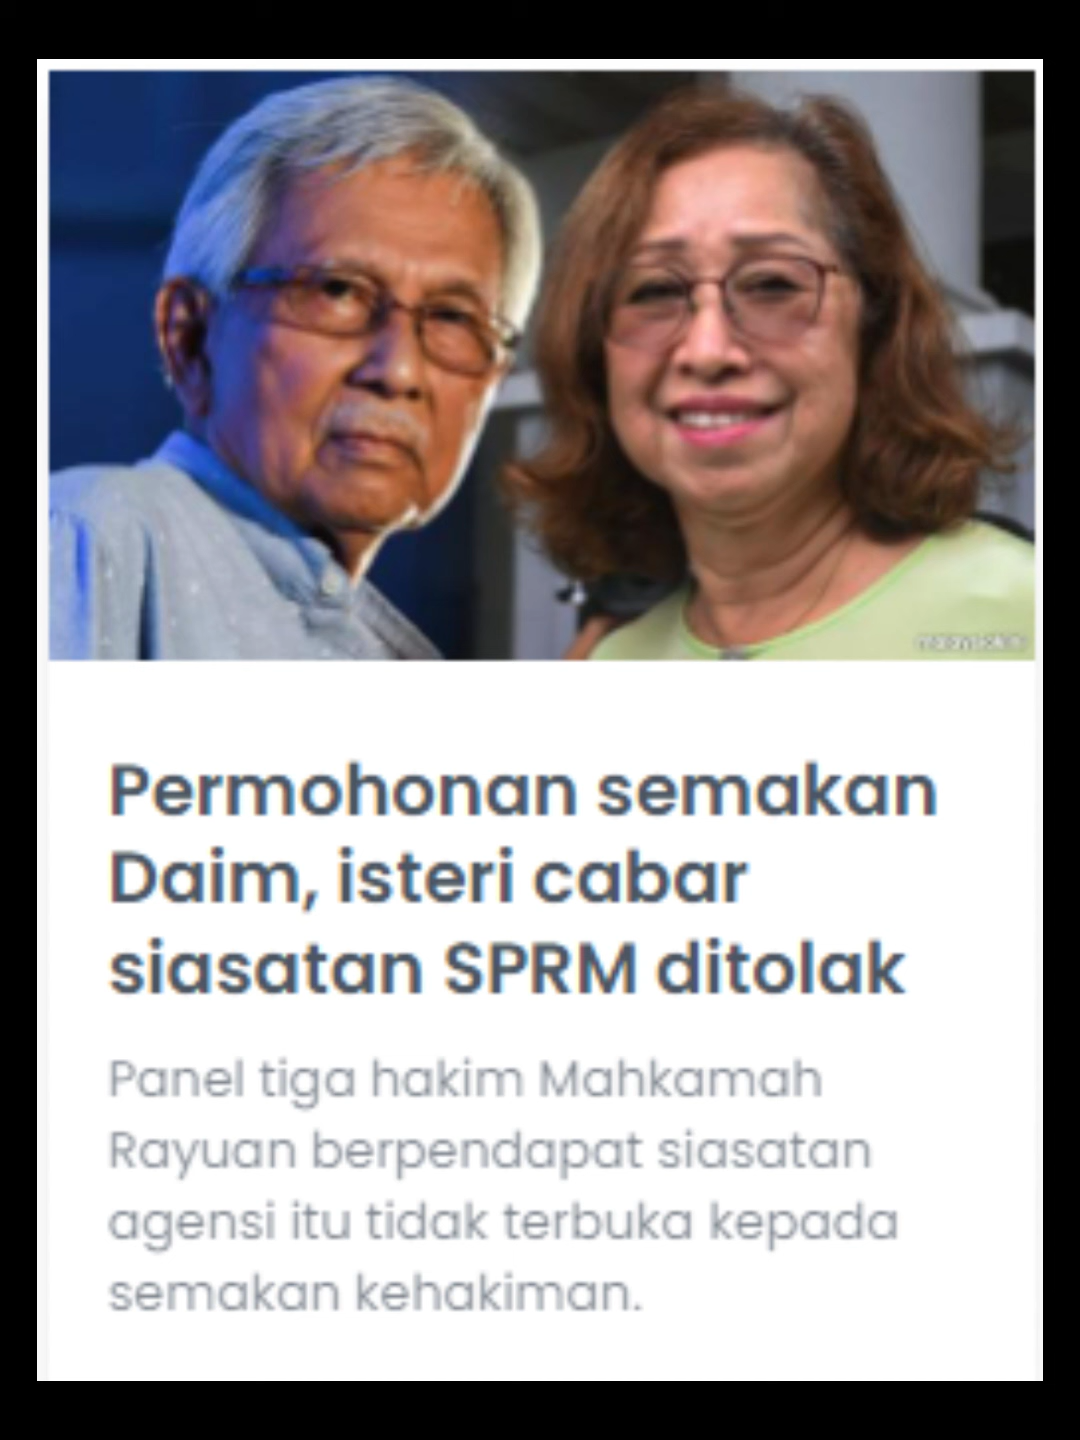 Permohonan semakan
Daim, isteri cabar
siasatan SPRM ditolak
Panel tiga hakim Mahkamah
Rayuan berpendapat siasatan
agensi itu tidak terbuka kepada
semakan kehakiman.